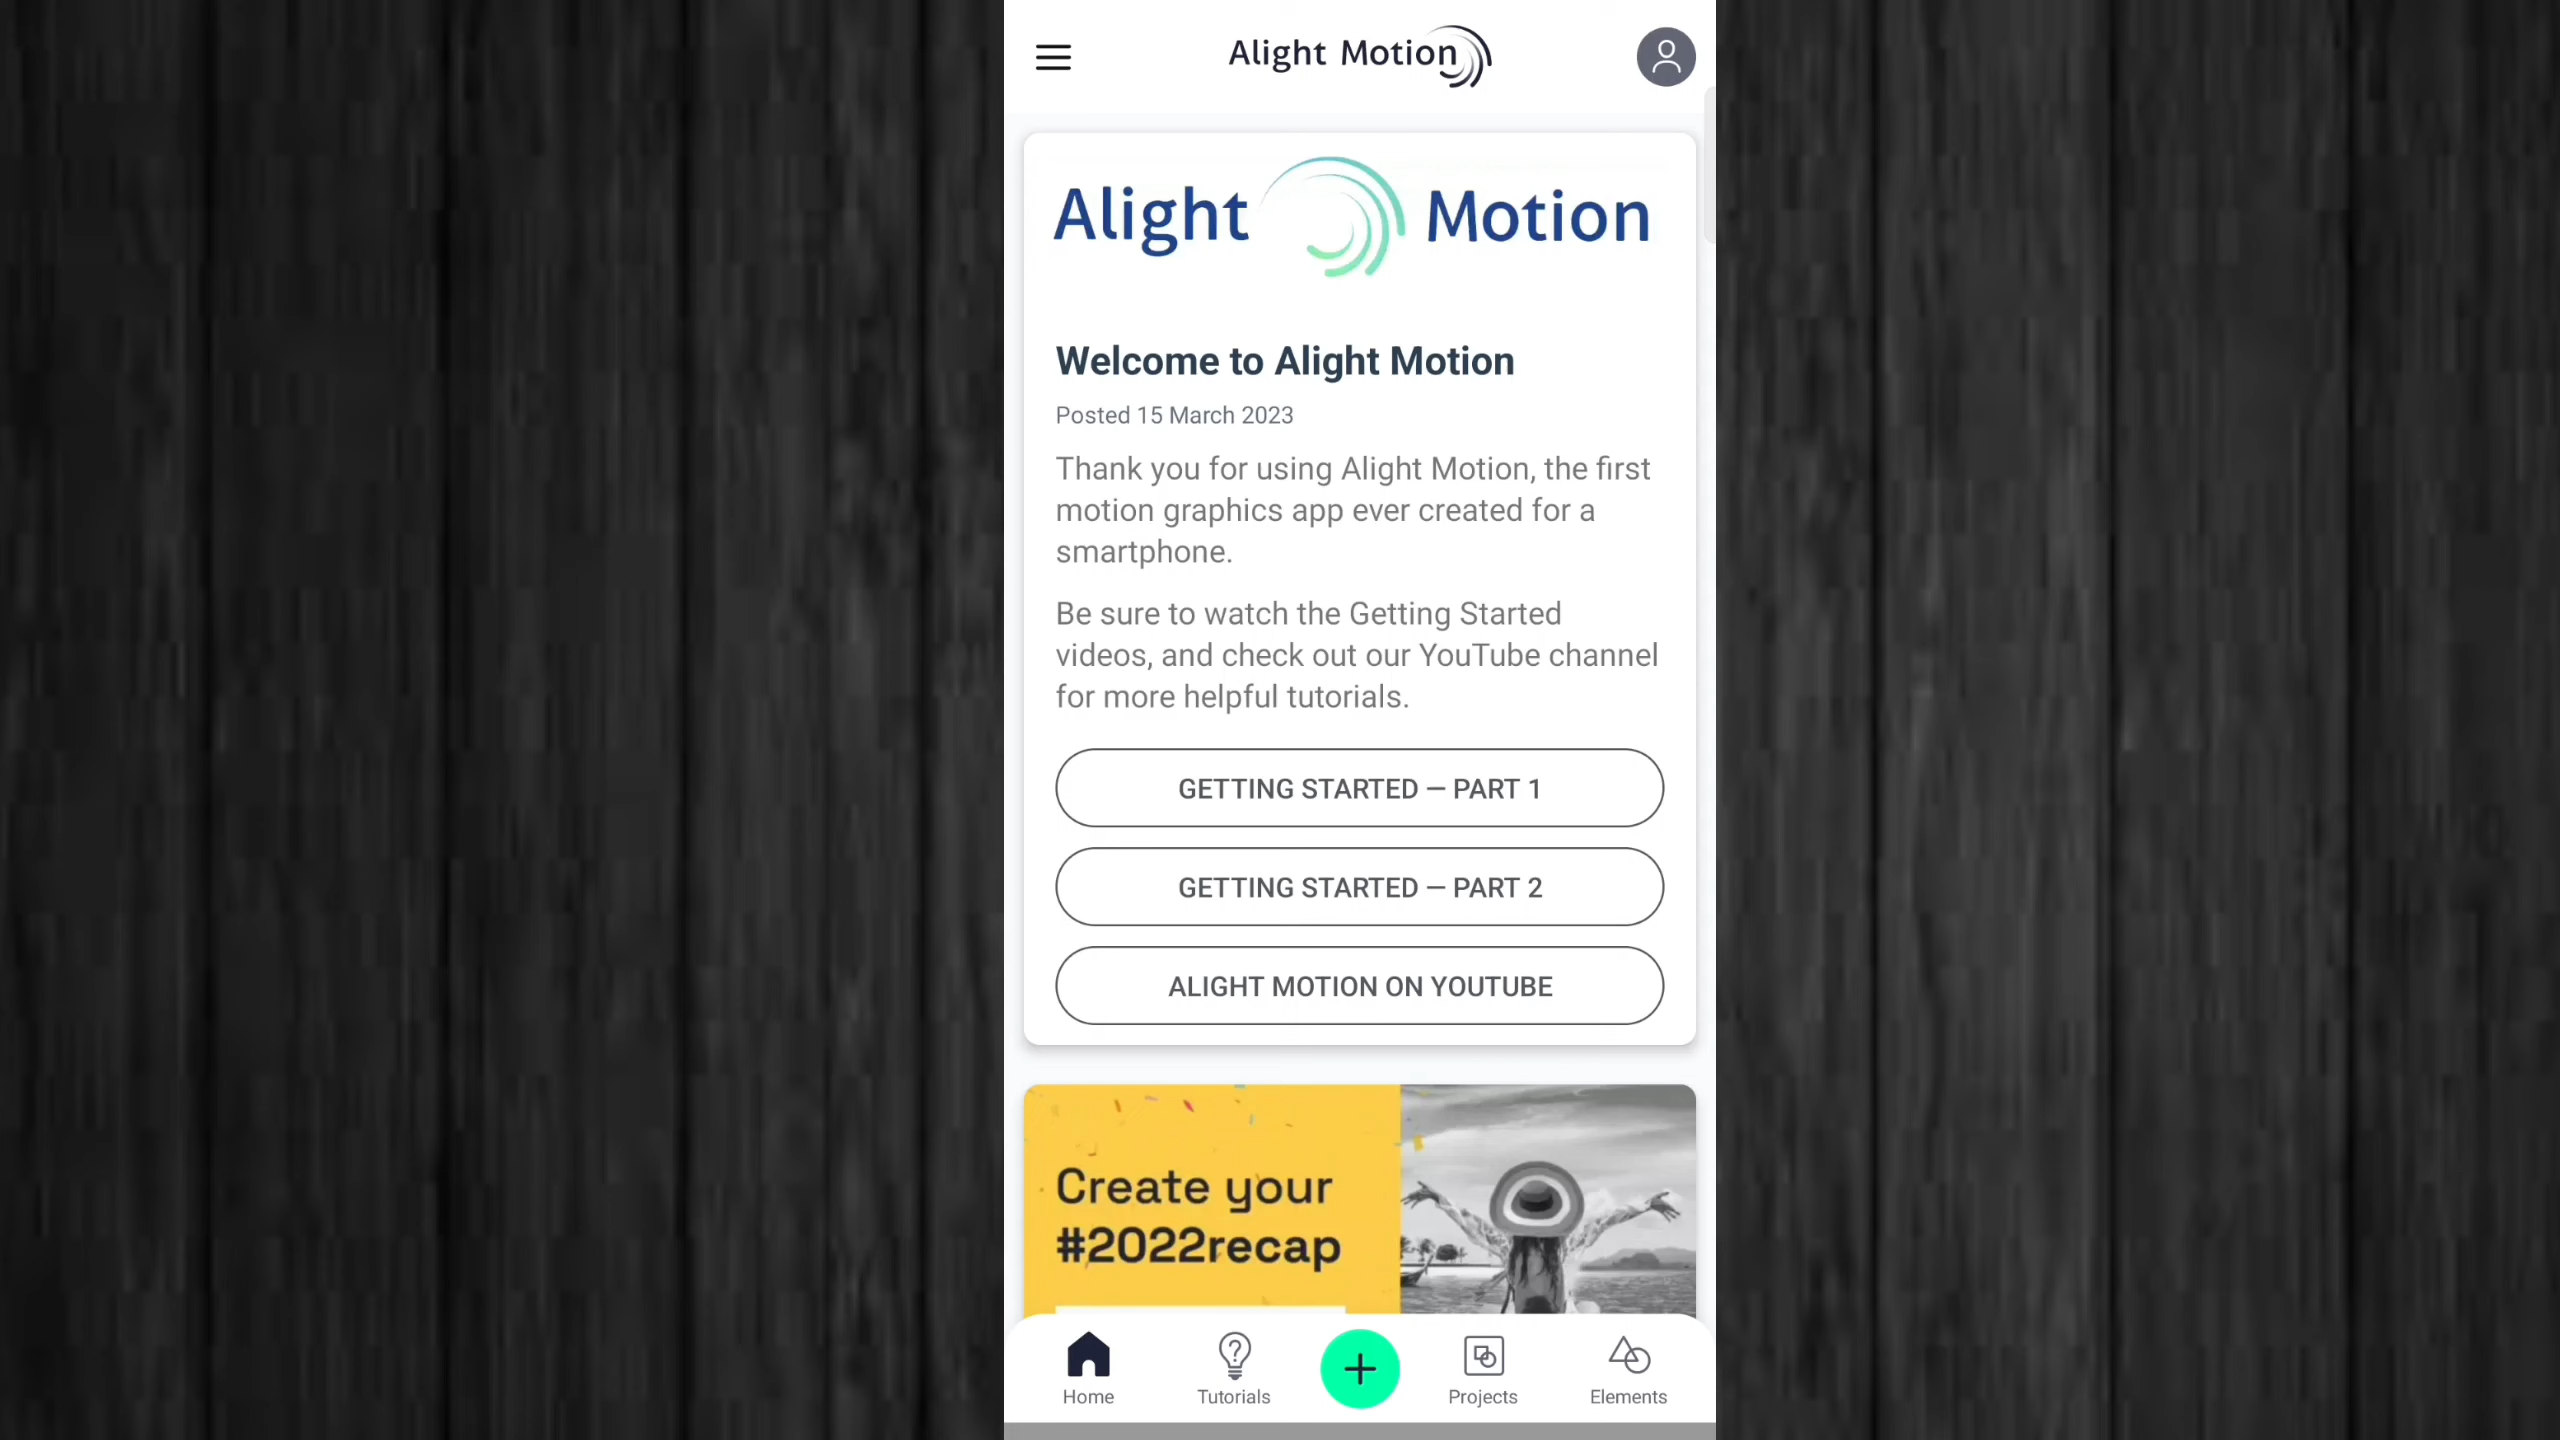 Alight Motion
Alight Motion
Welcome to Alight Motion
Posted 15 March 2023
Thank you for using Alight Motion, the first
motion graphics app ever created for a
smartphone.
Be sure to watch the Getting Started
videos, and check out our YouTube channel
for more helpful tutorials.
GETTING STARTED — PART 1
GETTING STARTED — PART 2
ALIGHT MOTION ON YOUTUBE
Create your
#2022recap
Home
Tutorials
Projects
Elements